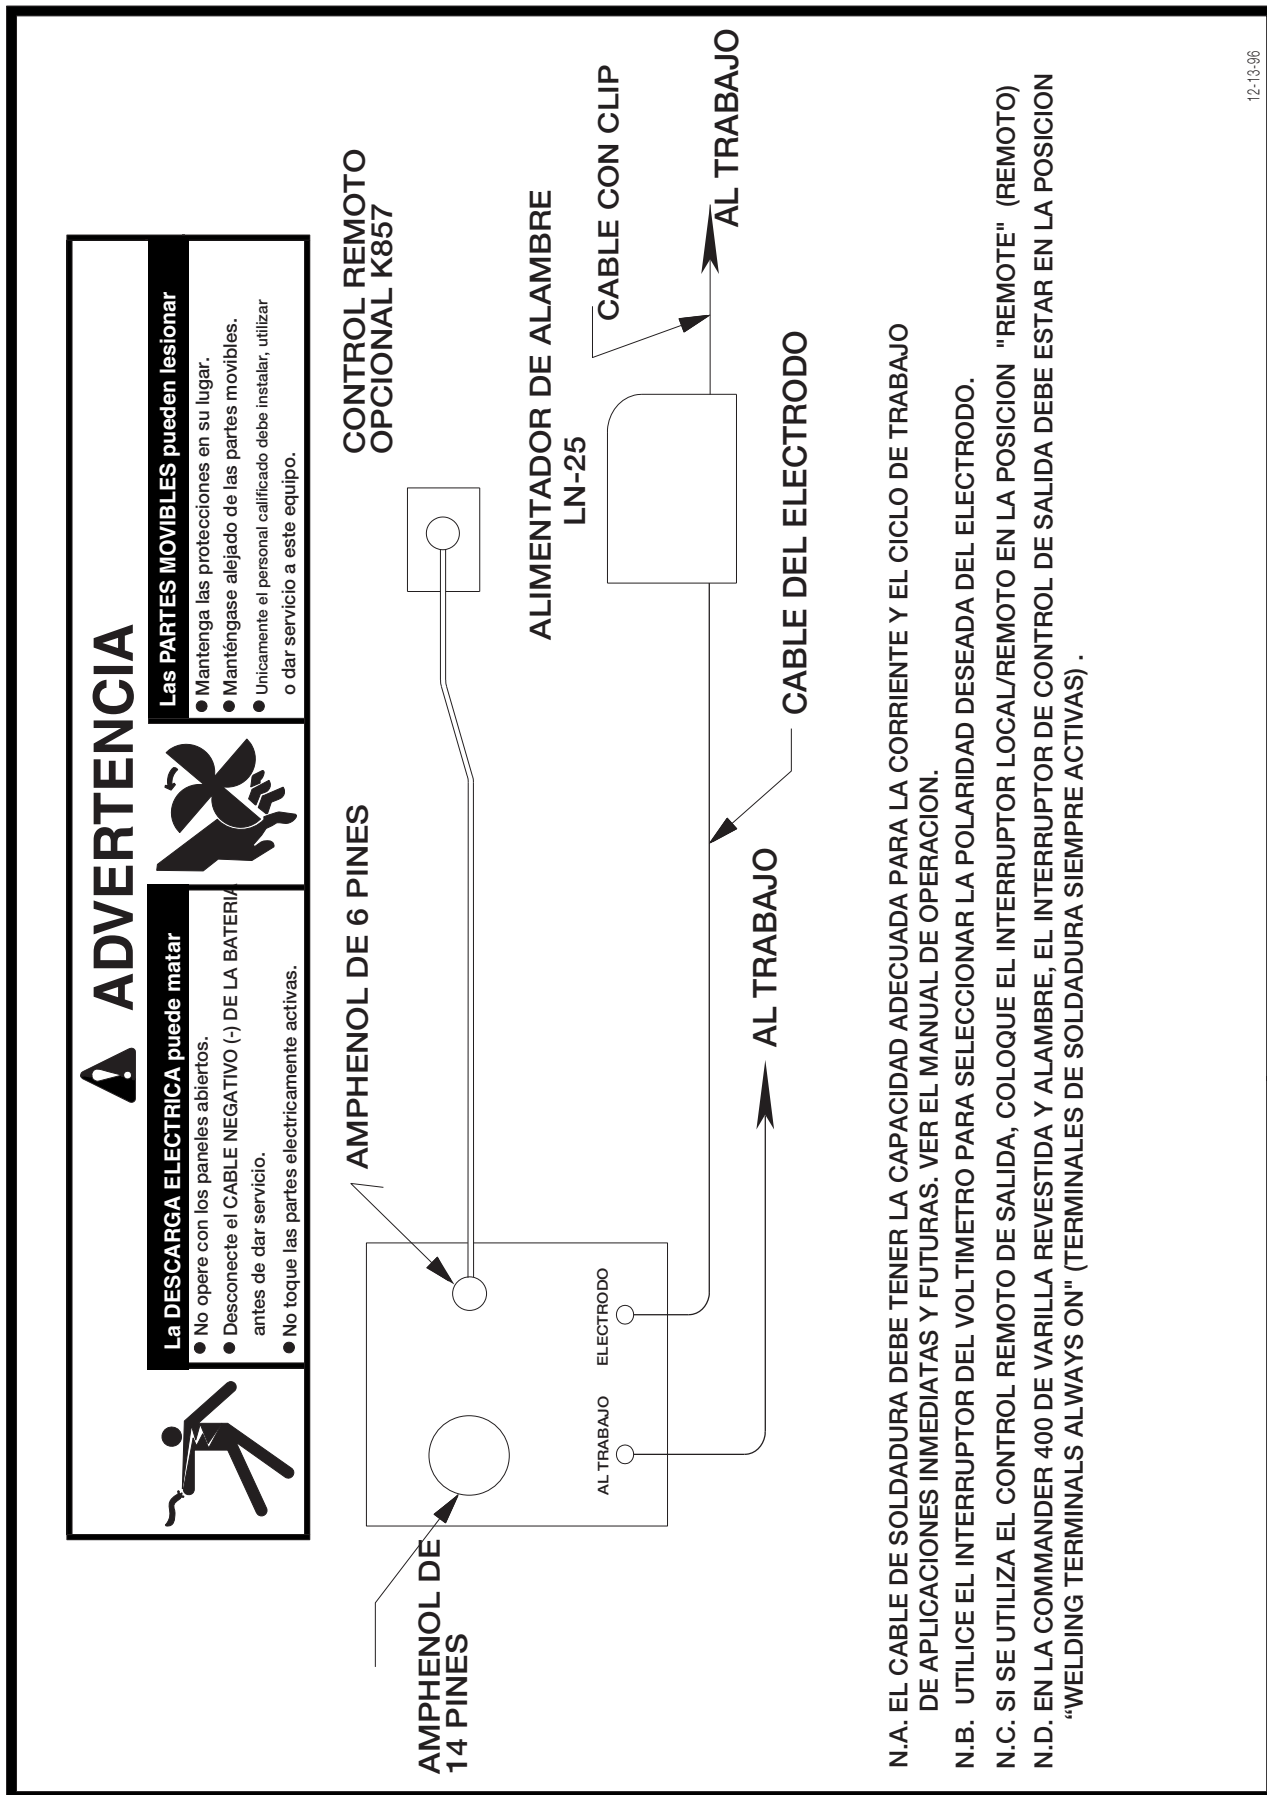 ADVERTENCIA
La DESCARGA ELECTRICA puede matar
● No opere con los paneles abiertos.
● Desconecte el CABLE NEGATIVO (-) DE LA BATERIA
antes de dar servicio.
● No toque las partes electricamente activas.
Las PARTES MOVIBLES pueden lesionar
● Mantenga las protecciones en su lugar.
● Manténgase alejado de las partes movibles.
● Unicamente el personal calificado debe instalar, utilizar
o dar servicio a este equipo.
AMPHENOL DE
14 PINES
AMPHENOL DE 6 PINES
CONTROL REMOTO
OPCIONAL K857
ALIMENTADOR DE ALAMBRE
LN-25
CABLE CON CLIP
AL TRABAJO
AL TRABAJO
ELECTRODO
CABLE DEL ELECTRODO
AL TRABAJO
N.A. EL CABLE DE SOLDADURA DEBE TENER LA CAPACIDAD ADECUADA PARA LA CORRIENTE Y EL CICLO DE TRABAJO
DE APLICACIONES INMEDIATAS Y FUTURAS. VER EL MANUAL DE OPERACION.
N.B. UTILICE EL INTERRUPTOR DEL VOLTIMETRO PARA SELECCIONAR LA POLARIDAD DESEADA DEL ELECTRODO.
N.C. SI SE UTILIZA EL CONTROL REMOTO DE SALIDA, COLOQUE EL INTERRUPTOR LOCAL/REMOTO EN LA POSICION "REMOTE" (REMOTO)
N.D. EN LA COMMANDER 400 DE VARILLA REVESTIDA Y ALAMBRE, EL INTERRUPTOR DE CONTROL DE SALIDA DEBE ESTAR EN LA POSICION
“WELDING TERMINALS ALWAYS ON" (TERMINALES DE SOLDADURA SIEMPRE ACTIVAS) .
12-13-96